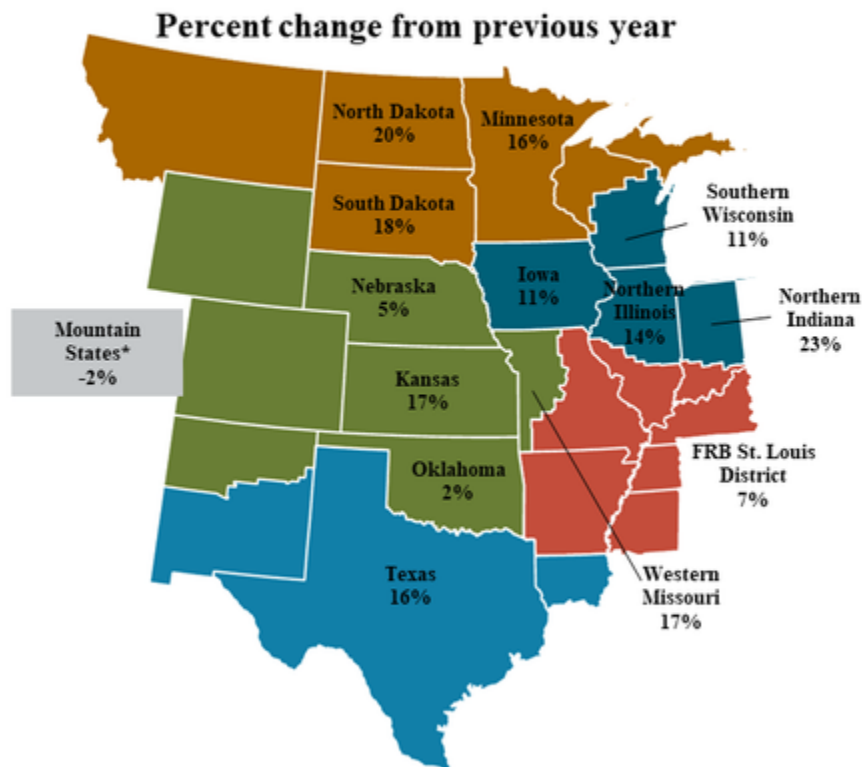 Percent change from previous year
North Dakota
20%
Minnesota
16%
South Dakota
18%
Southern
Wisconsin
11%
Iowa
11%
Nebraska
5%
Northern
Illinois
14%
Northern
Indiana
23%
Mountain
States*
-2%
Kansas
17%
Oklahoma
2%
FRB St. Louis
District
7%
Texas
16%
Western
Missouri
17%